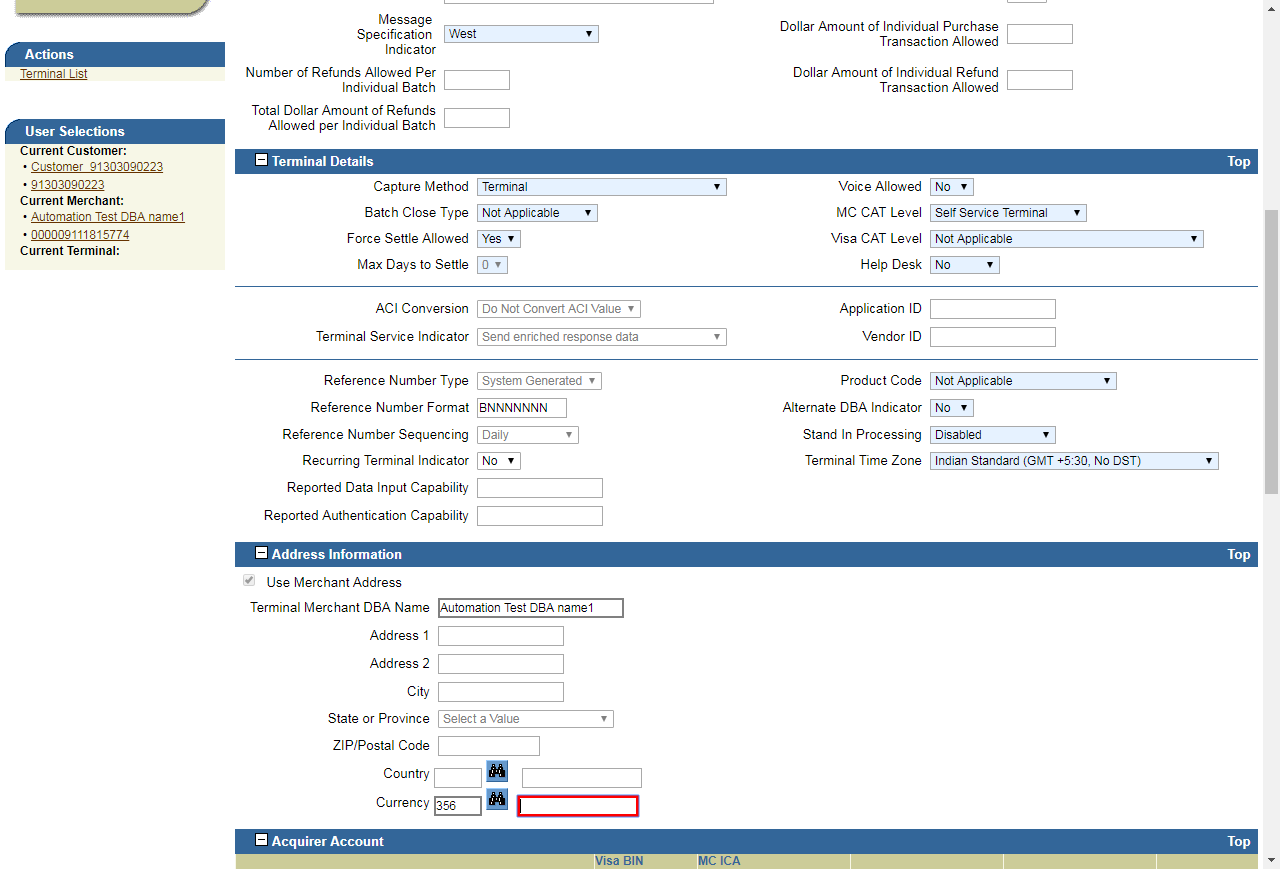 Actions
Terminal List
User Selections
Current Customer:
• Customer_91303090223
• 91303090223
Current Merchant:
• Automation Test DBA name1
• 000009111815774
Current Terminal:
Message
Specification
Indicator
West
Dollar Amount of Individual Purchase
Transaction Allowed
Number of Refunds Allowed Per
Individual Batch
Dollar Amount of Individual Refund
Transaction Allowed
Total Dollar Amount of Refunds
Allowed per Individual Batch
Terminal Details Top
Capture Method Terminal Voice Allowed No
Batch Close Type Not Applicable MC CAT Level Self Service Terminal
Force Settle Allowed Yes Visa CAT Level Not Applicable
Max Days to Settle 0 Help Desk No
ACI Conversion Do Not Convert ACI Value Application ID
Terminal Service Indicator Send enriched response data Vendor ID
Reference Number Type System Generated Product Code Not Applicable
Reference Number Format BNNNNNNN Alternate DBA Indicator No
Reference Number Sequencing Daily Stand In Processing Disabled
Recurring Terminal Indicator No Terminal Time Zone Indian Standard (GMT +5:30, No DST)
Reported Data Input Capability
Reported Authentication Capability
Address Information Top
Use Merchant Address
Terminal Merchant DBA Name Automation Test DBA name1
Address 1
Address 2
City
State or Province Select a Value
ZIP/Postal Code
Country
Currency 356
Acquirer Account Top
Visa BIN MC ICA